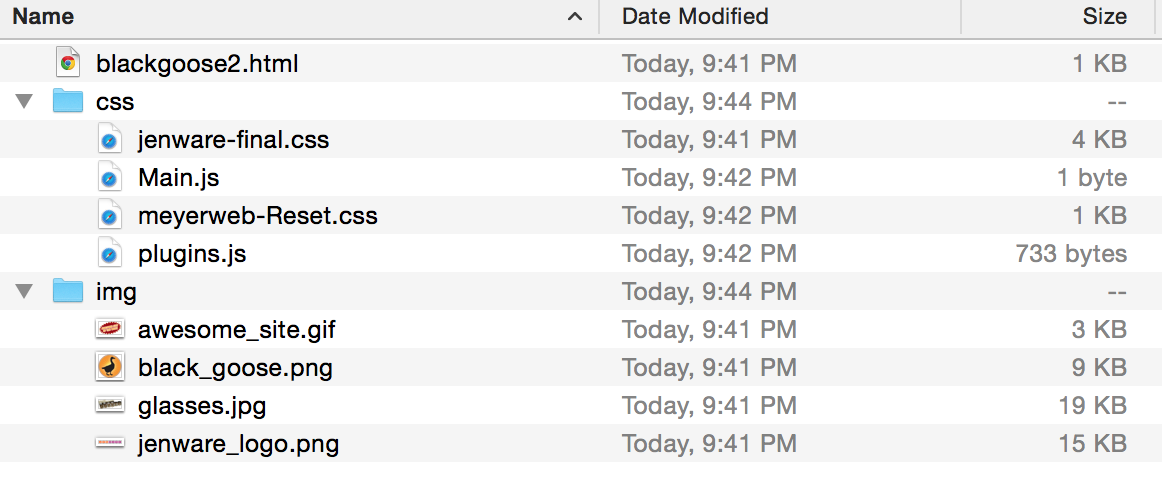 Name Date Modified Size
blackgoose2.html Today, 9:41 PM 1 KB
css Today, 9:44 PM --
jenware-final.css Today, 9:41 PM 4 KB
Main.js Today, 9:42 PM 1 byte
meyerweb-Reset.css Today, 9:42 PM 1 KB
plugins.js Today, 9:42 PM 733 bytes
img Today, 9:44 PM --
awesome_site.gif Today, 9:41 PM 3 KB
black_goose.png Today, 9:41 PM 9 KB
glasses.jpg Today, 9:41 PM 19 KB
jenware_logo.png Today, 9:41 PM 15 KB